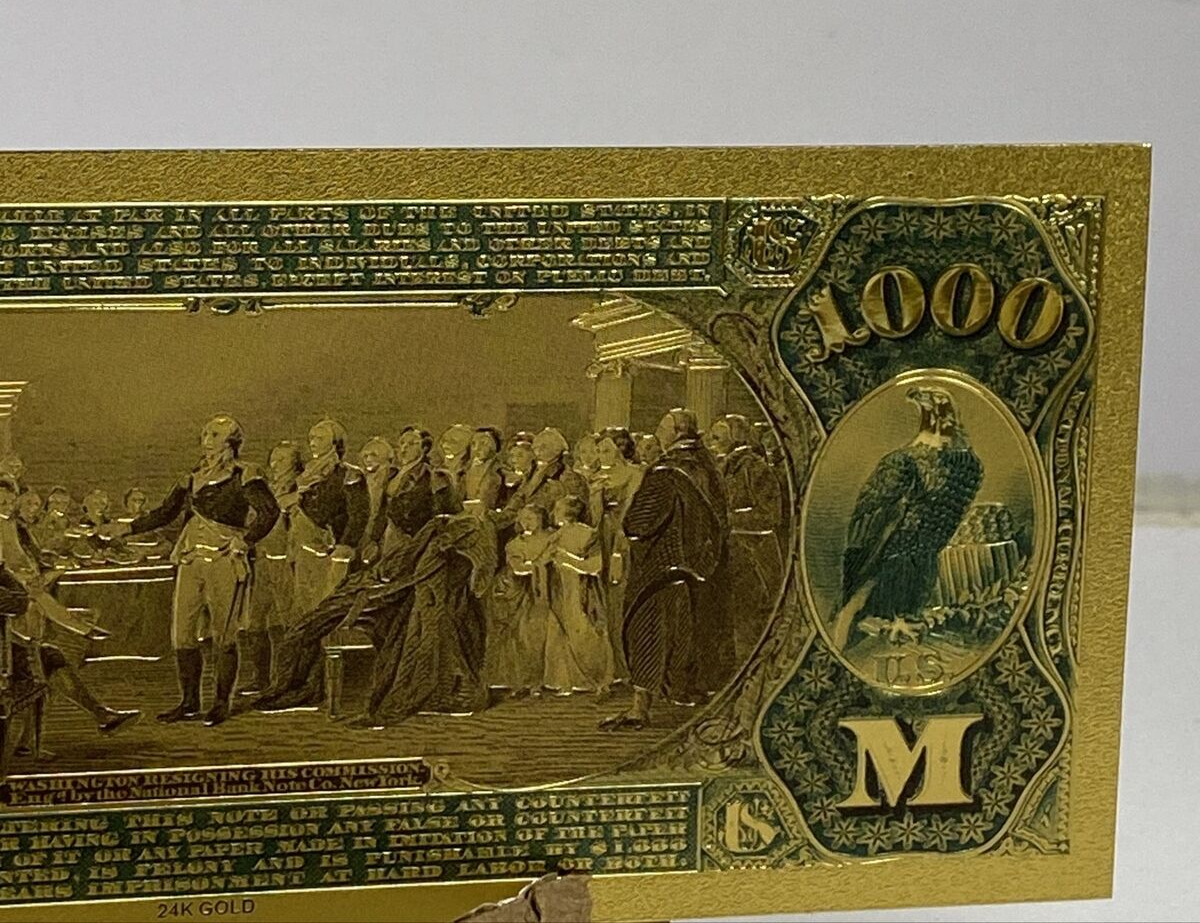 AT PAR IN ALL PARTS OF THE UNITED STATES, IN
AND ALL OTHER DUES TO THE UNITED STATES,
AND ALSO FOR ALL SALARIES AND OTHER DEBTS AND
UNITED STATES TO INDIVIDUALS, CORPORATIONS AND
THE UNITED STATES EXCEPT INTEREST ON PUBLIC DEBT.
US
1000
U.S.
M
WASHINGTON RESIGNING HIS COMMISSION.
Eng'd by the National Bank Note Co. New York.
THIS NOTE OF PASSING ANY COUNTERFEIT
HAVING IN POSSESSION ANY FALSE OR COUNTERFEIT
OF IT OR ANY PAPER MADE IN IMITATION OF THE PAPER
IS FELONY AND IS PUNISHABLE BY $1,000
IMPRISONMENT AT HARD LABOR OR BOTH.
US
24K GOLD